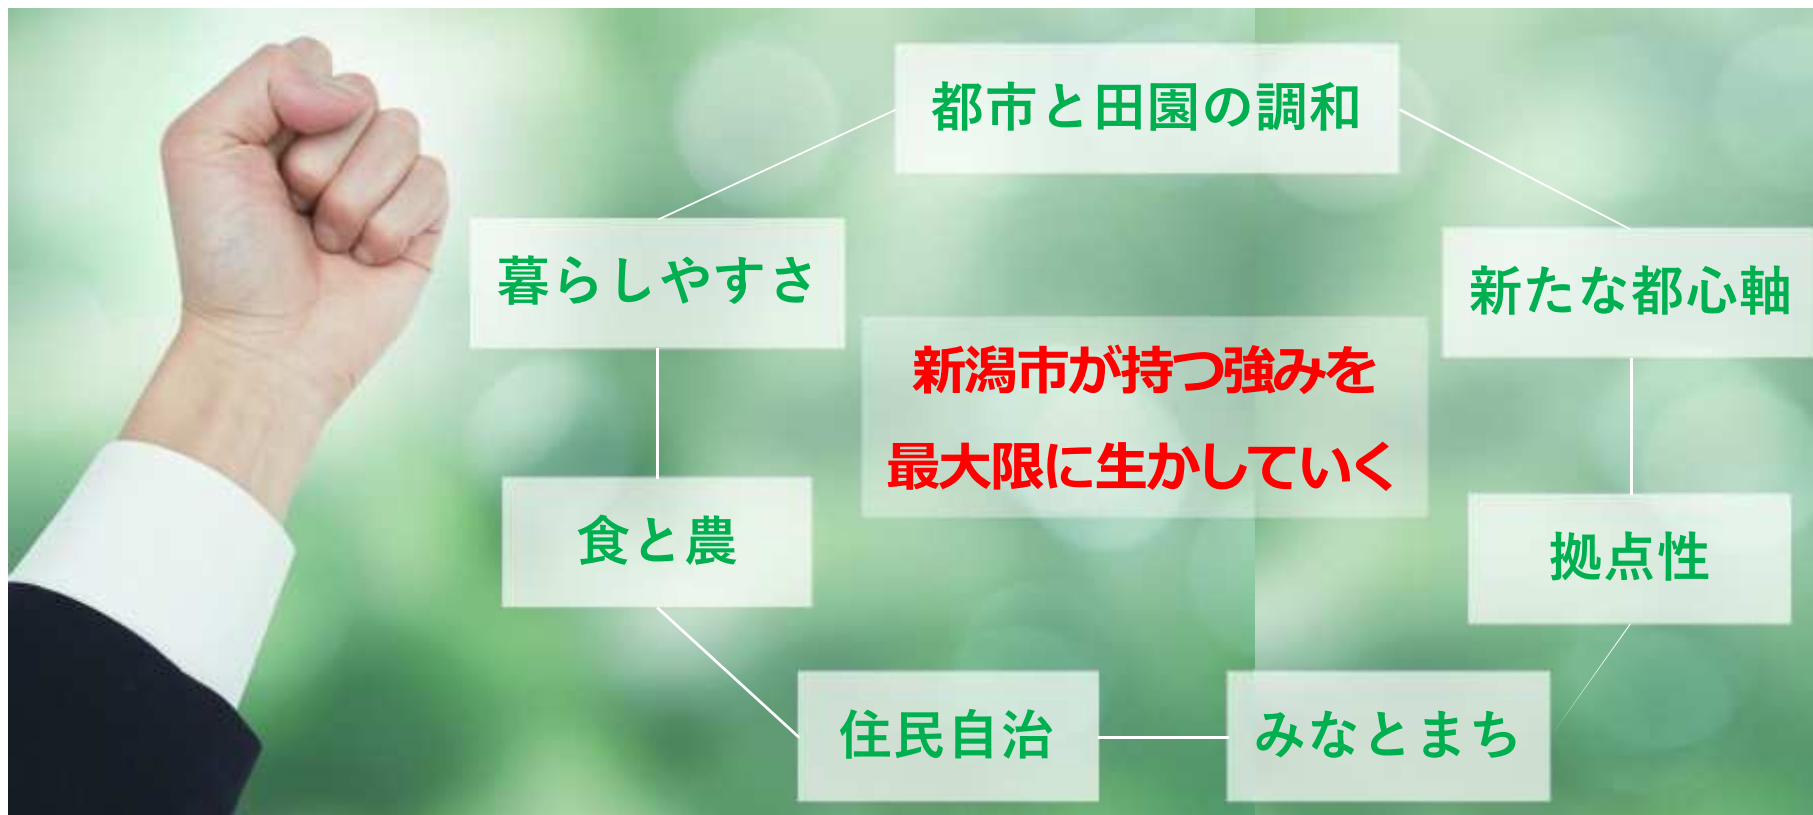 都市と田園の調和
暮らしやすさ
新たな都心軸
新潟市が持つ強みを
最大限に生かしていく
食と農
拠点性
住民自治
みなとまち